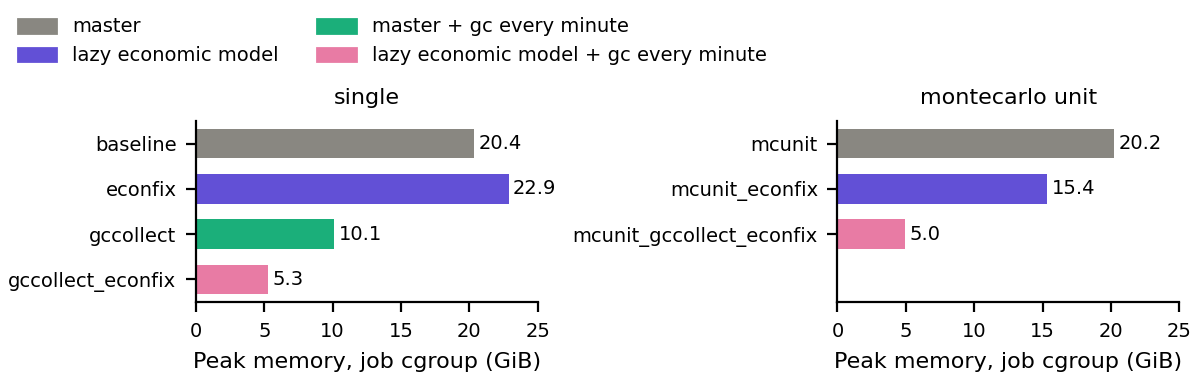 master
lazy economic model
master + gc every minute
lazy economic model + gc every minute
single
baseline
20.4
econfix
22.9
gccollect
10.1
gccollect_econfix
5.3
0 5 10 15 20 25
Peak memory, job cgroup (GiB)
montecarlo unit
mcunit
20.2
mcunit_econfix
15.4
mcunit_gccollect_econfix
5.0
0 5 10 15 20 25
Peak memory, job cgroup (GiB)